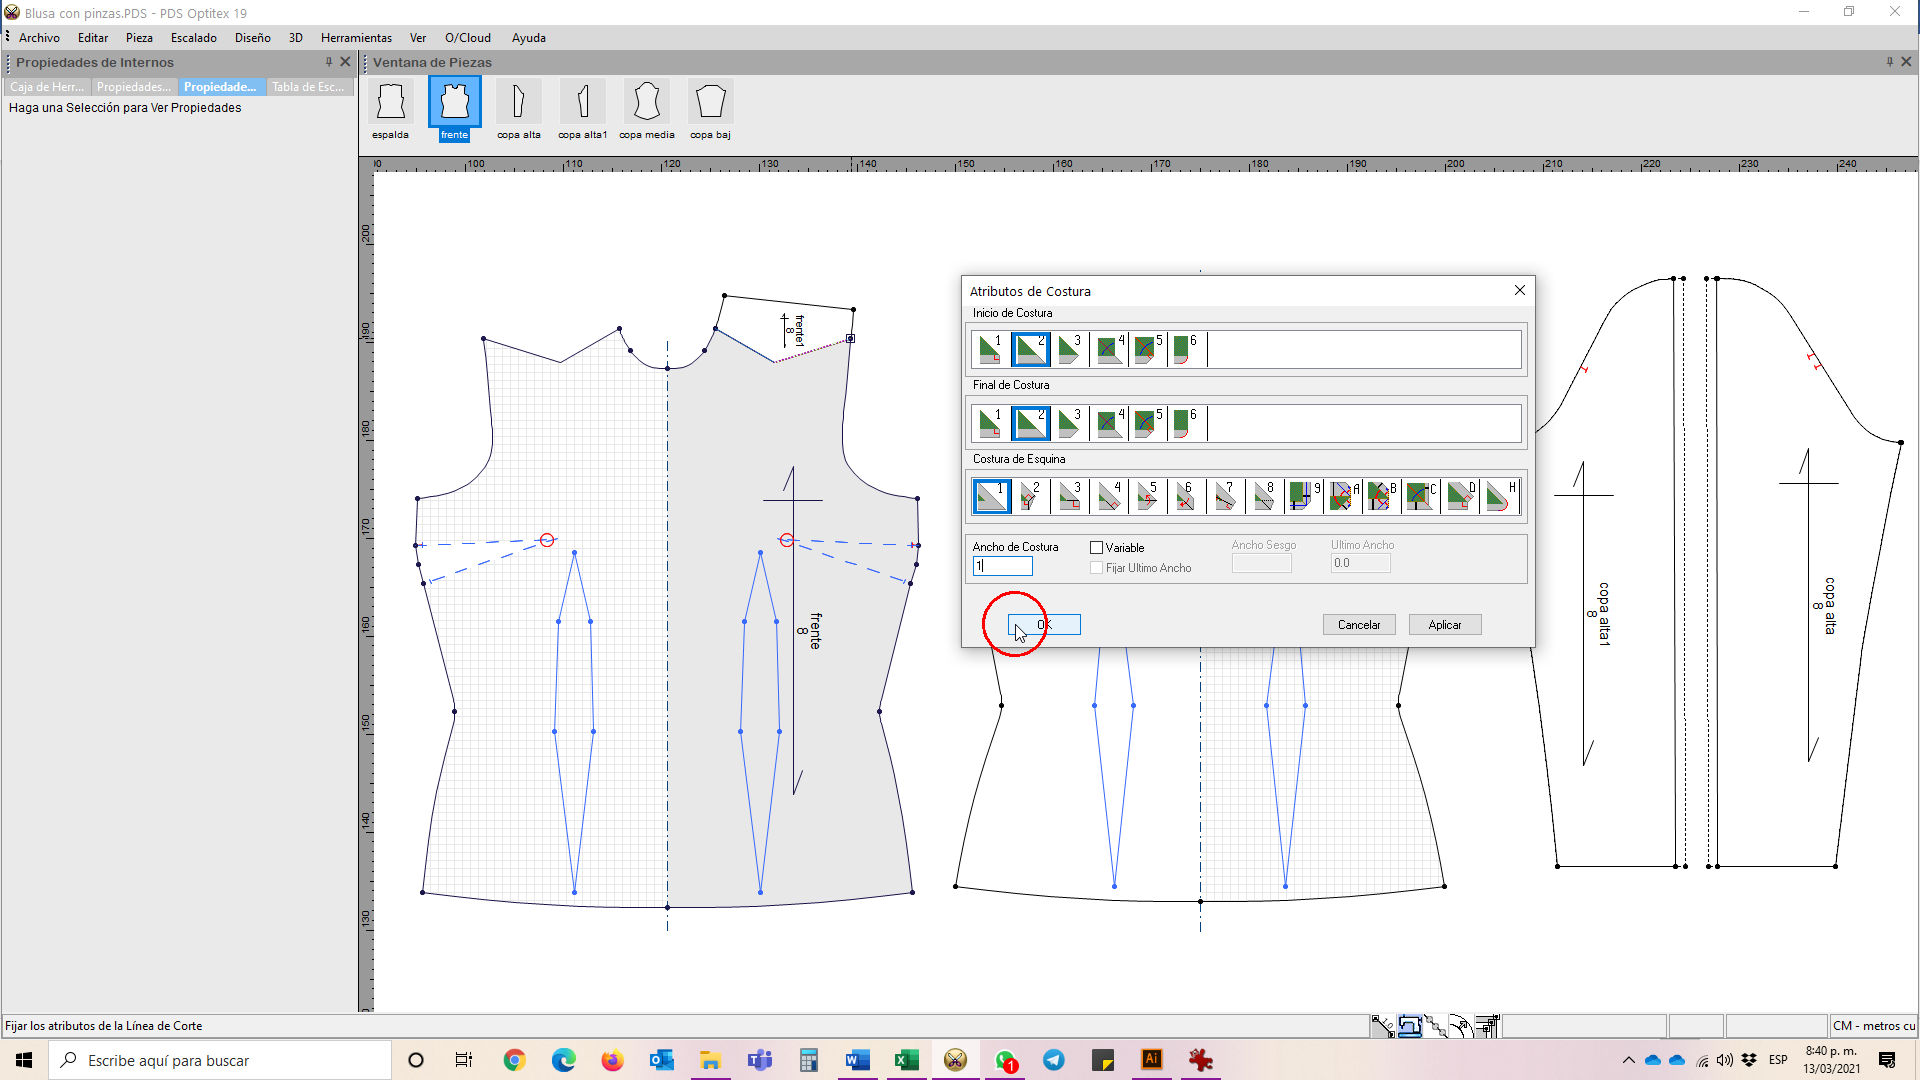 Blusa con pinzas.PDS - PDS Optitex 19
Archivo Editar Pieza Escalado Diseño 3D Herramientas Ver O/Cloud Ayuda
Propiedades de Internos
Ventana de Piezas
Caja de Herr... Propiedades... Propiedade... Tabla de Esc...
Haga una Selección para Ver Propiedades
espalda frente copa alta copa alta1 copa media copa baj
100 110 120 130 140 150 160 170 180 190 200 210 220 230 240
200
190
180
170
160
150
140
130
frente1
8
frente
8
Atributos de Costura
Inicio de Costura
1 2 3 4 5 6
Final de Costura
1 2 3 4 5 6
Costura de Esquina
1 2 3 4 5 6 7 8 9 A B C D H
Ancho de Costura
1
Variable
Fijar Ultimo Ancho
Ancho Sesgo
Ultimo Ancho
0.0
OK Cancelar Aplicar
copa alta1
8
copa alta
8
Fijar los atributos de la Línea de Corte
CM - metros cu
Escribe aquí para buscar
1
ESP
8:40 p. m.
13/03/2021